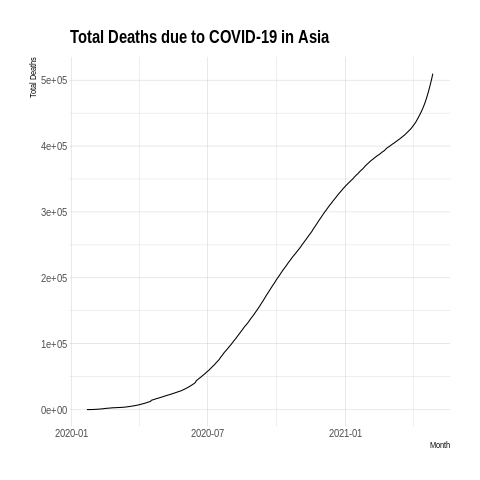 Total Deaths due to COVID-19 in Asia
Total Deaths
5e+05
4e+05
3e+05
2e+05
1e+05
0e+00
2020-01 2020-07 2021-01
Month